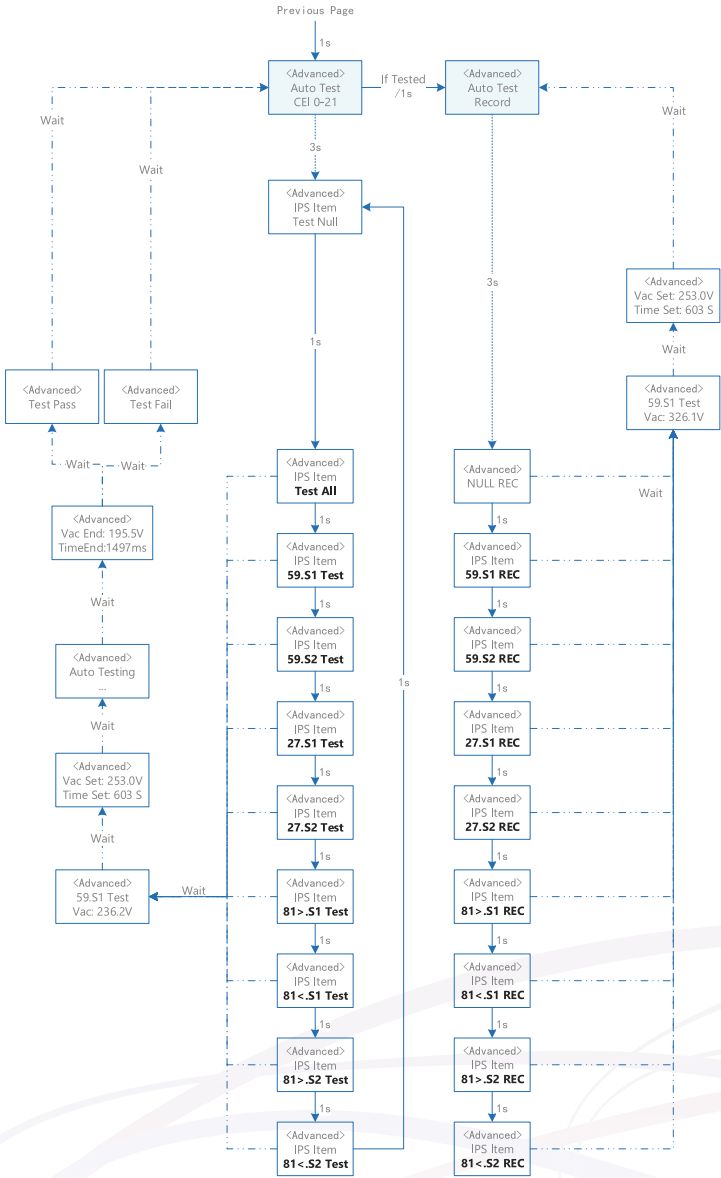 Previous Page
1s
<Advanced>
Auto Test
CEl 0-21
If Tested
/1s
<Advanced>
Auto Test
Record
Wait
Wait
Wait
3s
<Advanced>
IPS Item
Test Null
3s
<Advanced>
Vac Set: 253.0V
Time Set: 603 S
1s
Wait
<Advanced>
Test Pass
<Advanced>
Test Fail
<Advanced>
59.S1 Test
Vac: 326.1V
Wait
Wait
<Advanced>
IPS Item
Test All
<Advanced>
NULL REC
Wait
<Advanced>
Vac End: 195.5V
TimeEnd:1497ms
1s
1s
<Advanced>
IPS Item
59.S1 Test
<Advanced>
IPS Item
59.S1 REC
Wait
1s
1s
<Advanced>
Auto Testing
...
<Advanced>
IPS Item
59.S2 Test
<Advanced>
IPS Item
59.S2 REC
1s
1s
1s
Wait
<Advanced>
IPS Item
27.S1 Test
<Advanced>
IPS Item
27.S1 REC
<Advanced>
Vac Set: 253.0V
Time Set: 603 S
1s
1s
<Advanced>
IPS Item
27.S2 Test
<Advanced>
IPS Item
27.S2 REC
Wait
1s
1s
<Advanced>
59.S1 Test
Vac: 236.2V
Wait
<Advanced>
IPS Item
81>.S1 Test
<Advanced>
IPS Item
81>.S1 REC
1s
1s
<Advanced>
IPS Item
81<.S1 Test
<Advanced>
IPS Item
81<.S1 REC
1s
1s
<Advanced>
IPS Item
81>.S2 Test
<Advanced>
IPS Item
81>.S2 REC
1s
1s
<Advanced>
IPS Item
81<.S2 Test
<Advanced>
IPS Item
81<.S2 REC